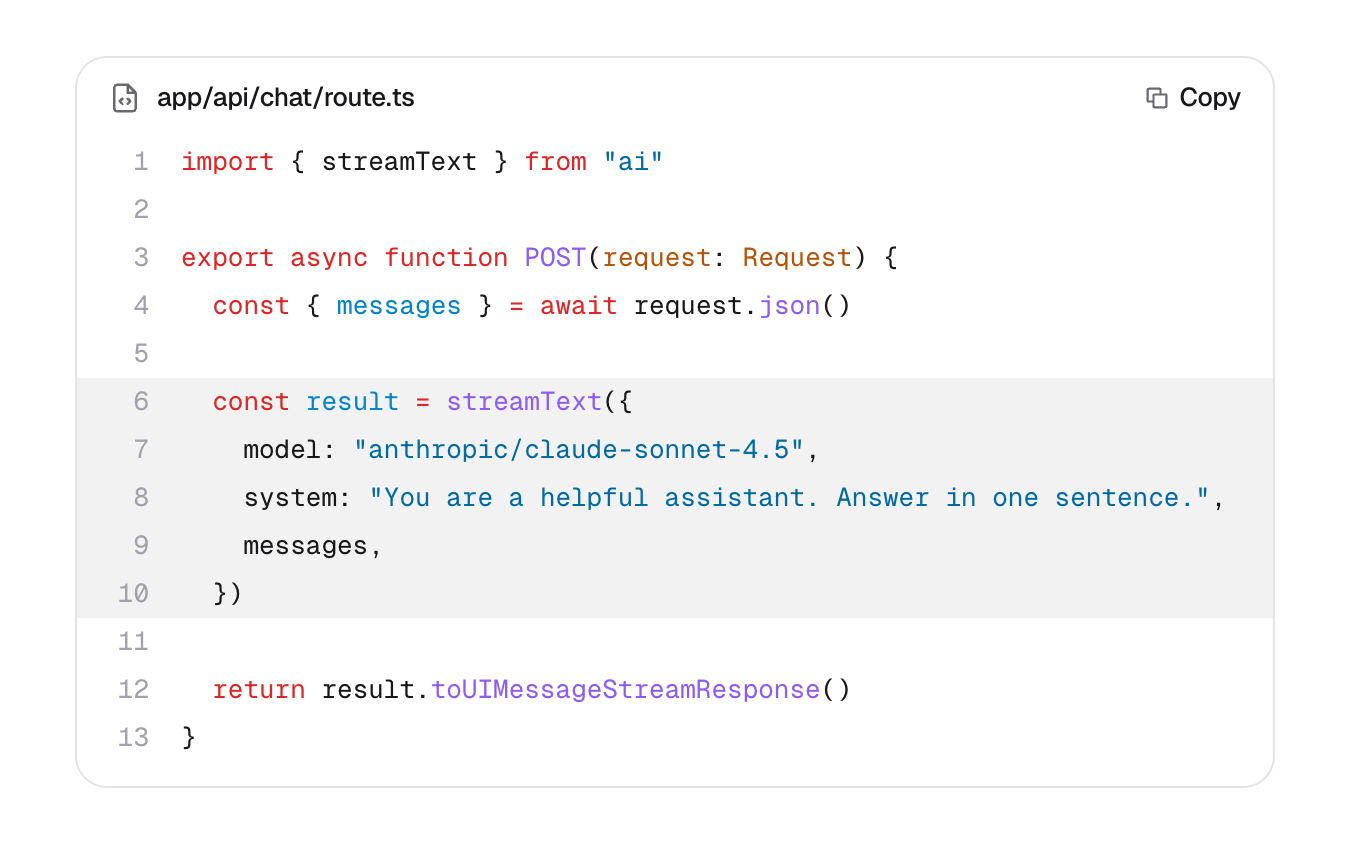 app/api/chat/route.ts
Copy
1 import { streamText } from "ai"
2
3 export async function POST(request: Request) {
4   const { messages } = await request.json()
5
6   const result = streamText({
7     model: "anthropic/claude-sonnet-4.5",
8     system: "You are a helpful assistant. Answer in one sentence.",
9     messages,
10   })
11
12   return result.toUIMessageStreamResponse()
13 }